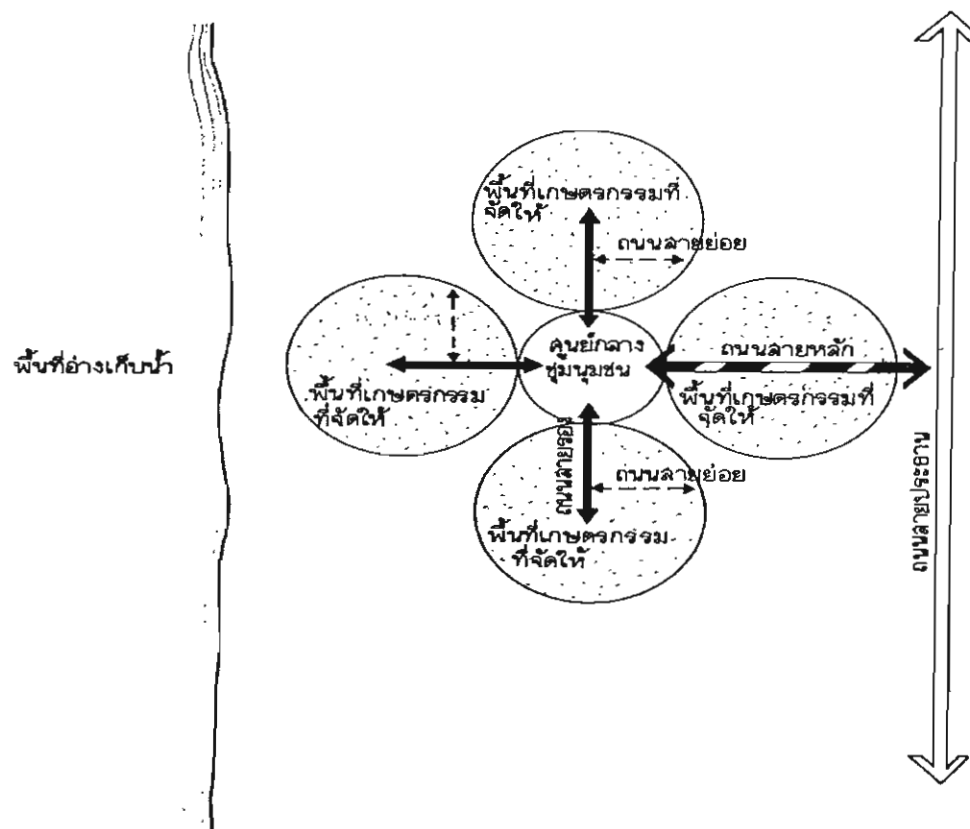 พื้นที่เกษตรกรรมที่
จัดให้
ถนนสายย่อย
พื้นที่อ่างเก็บน้ำ
ศูนย์กลาง
ชุมนุมชน
ถนนสายหลัก
พื้นที่เกษตรกรรม
ที่จัดให้
พื้นที่เกษตรกรรมที่
จัดให้
ถนนสายรอง
ถนนสายย่อย
พื้นที่เกษตรกรรม
ที่จัดให้
ถนนสายประธาน